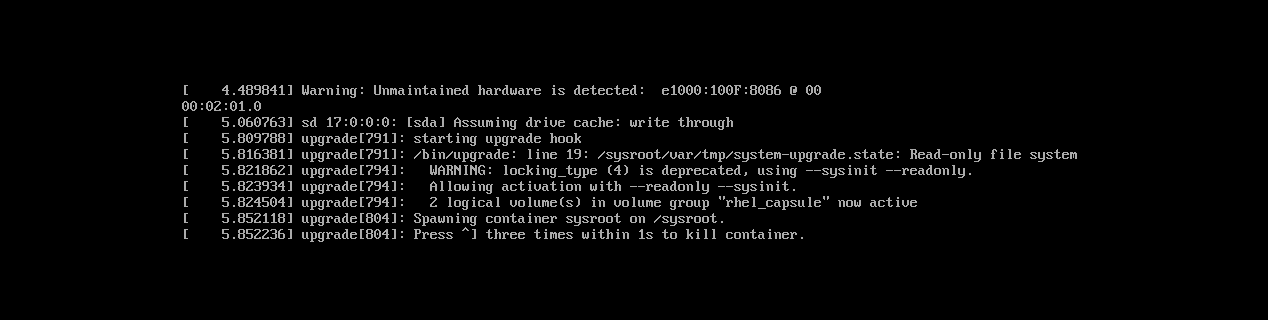 [    4.489841] Warning: Unmaintained hardware is detected:  e1000:100F:8086 @ 00
00:02:01.0
[    5.060763] sd 17:0:0:0: [sda] Assuming drive cache: write through
[    5.809788] upgrade[791]: starting upgrade hook
[    5.816381] upgrade[791]: /bin/upgrade: line 19: /sysroot/var/tmp/system-upgrade.state: Read-only file system
[    5.821862] upgrade[794]:   WARNING: locking_type (4) is deprecated, using --sysinit --readonly.
[    5.823934] upgrade[794]:   Allowing activation with --readonly --sysinit.
[    5.824504] upgrade[794]:   2 logical volume(s) in volume group "rhel_capsule" now active
[    5.852118] upgrade[804]: Spawning container sysroot on /sysroot.
[    5.852236] upgrade[804]: Press ^] three times within 1s to kill container.